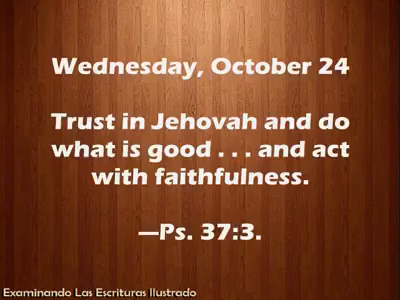 Wednesday, October 24
Trust in Jehovah and do
what is good . . . and act
with faithfulness.
—Ps. 37:3.
Examinando Las Escrituras Ilustrado